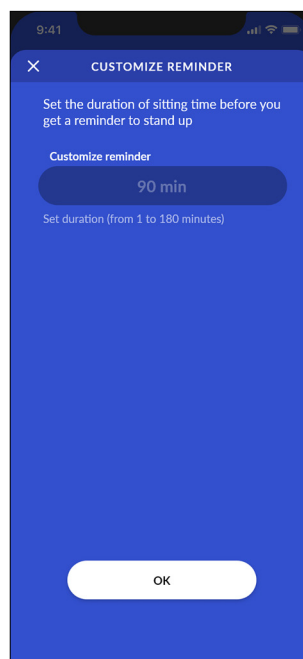 9:41
CUSTOMIZE REMINDER
Set the duration of sitting time before you
get a reminder to stand up
Customize reminder
90 min
Set duration (from 1 to 180 minutes)
OK